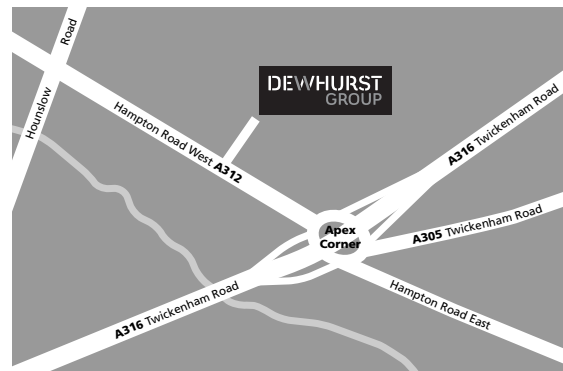 Hounslow Road
DEWHURST
GROUP
Hampton Road West A312
A316 Twickenham Road
Apex
Corner
A305 Twickenham Road
A316 Twickenham Road
Hampton Road East